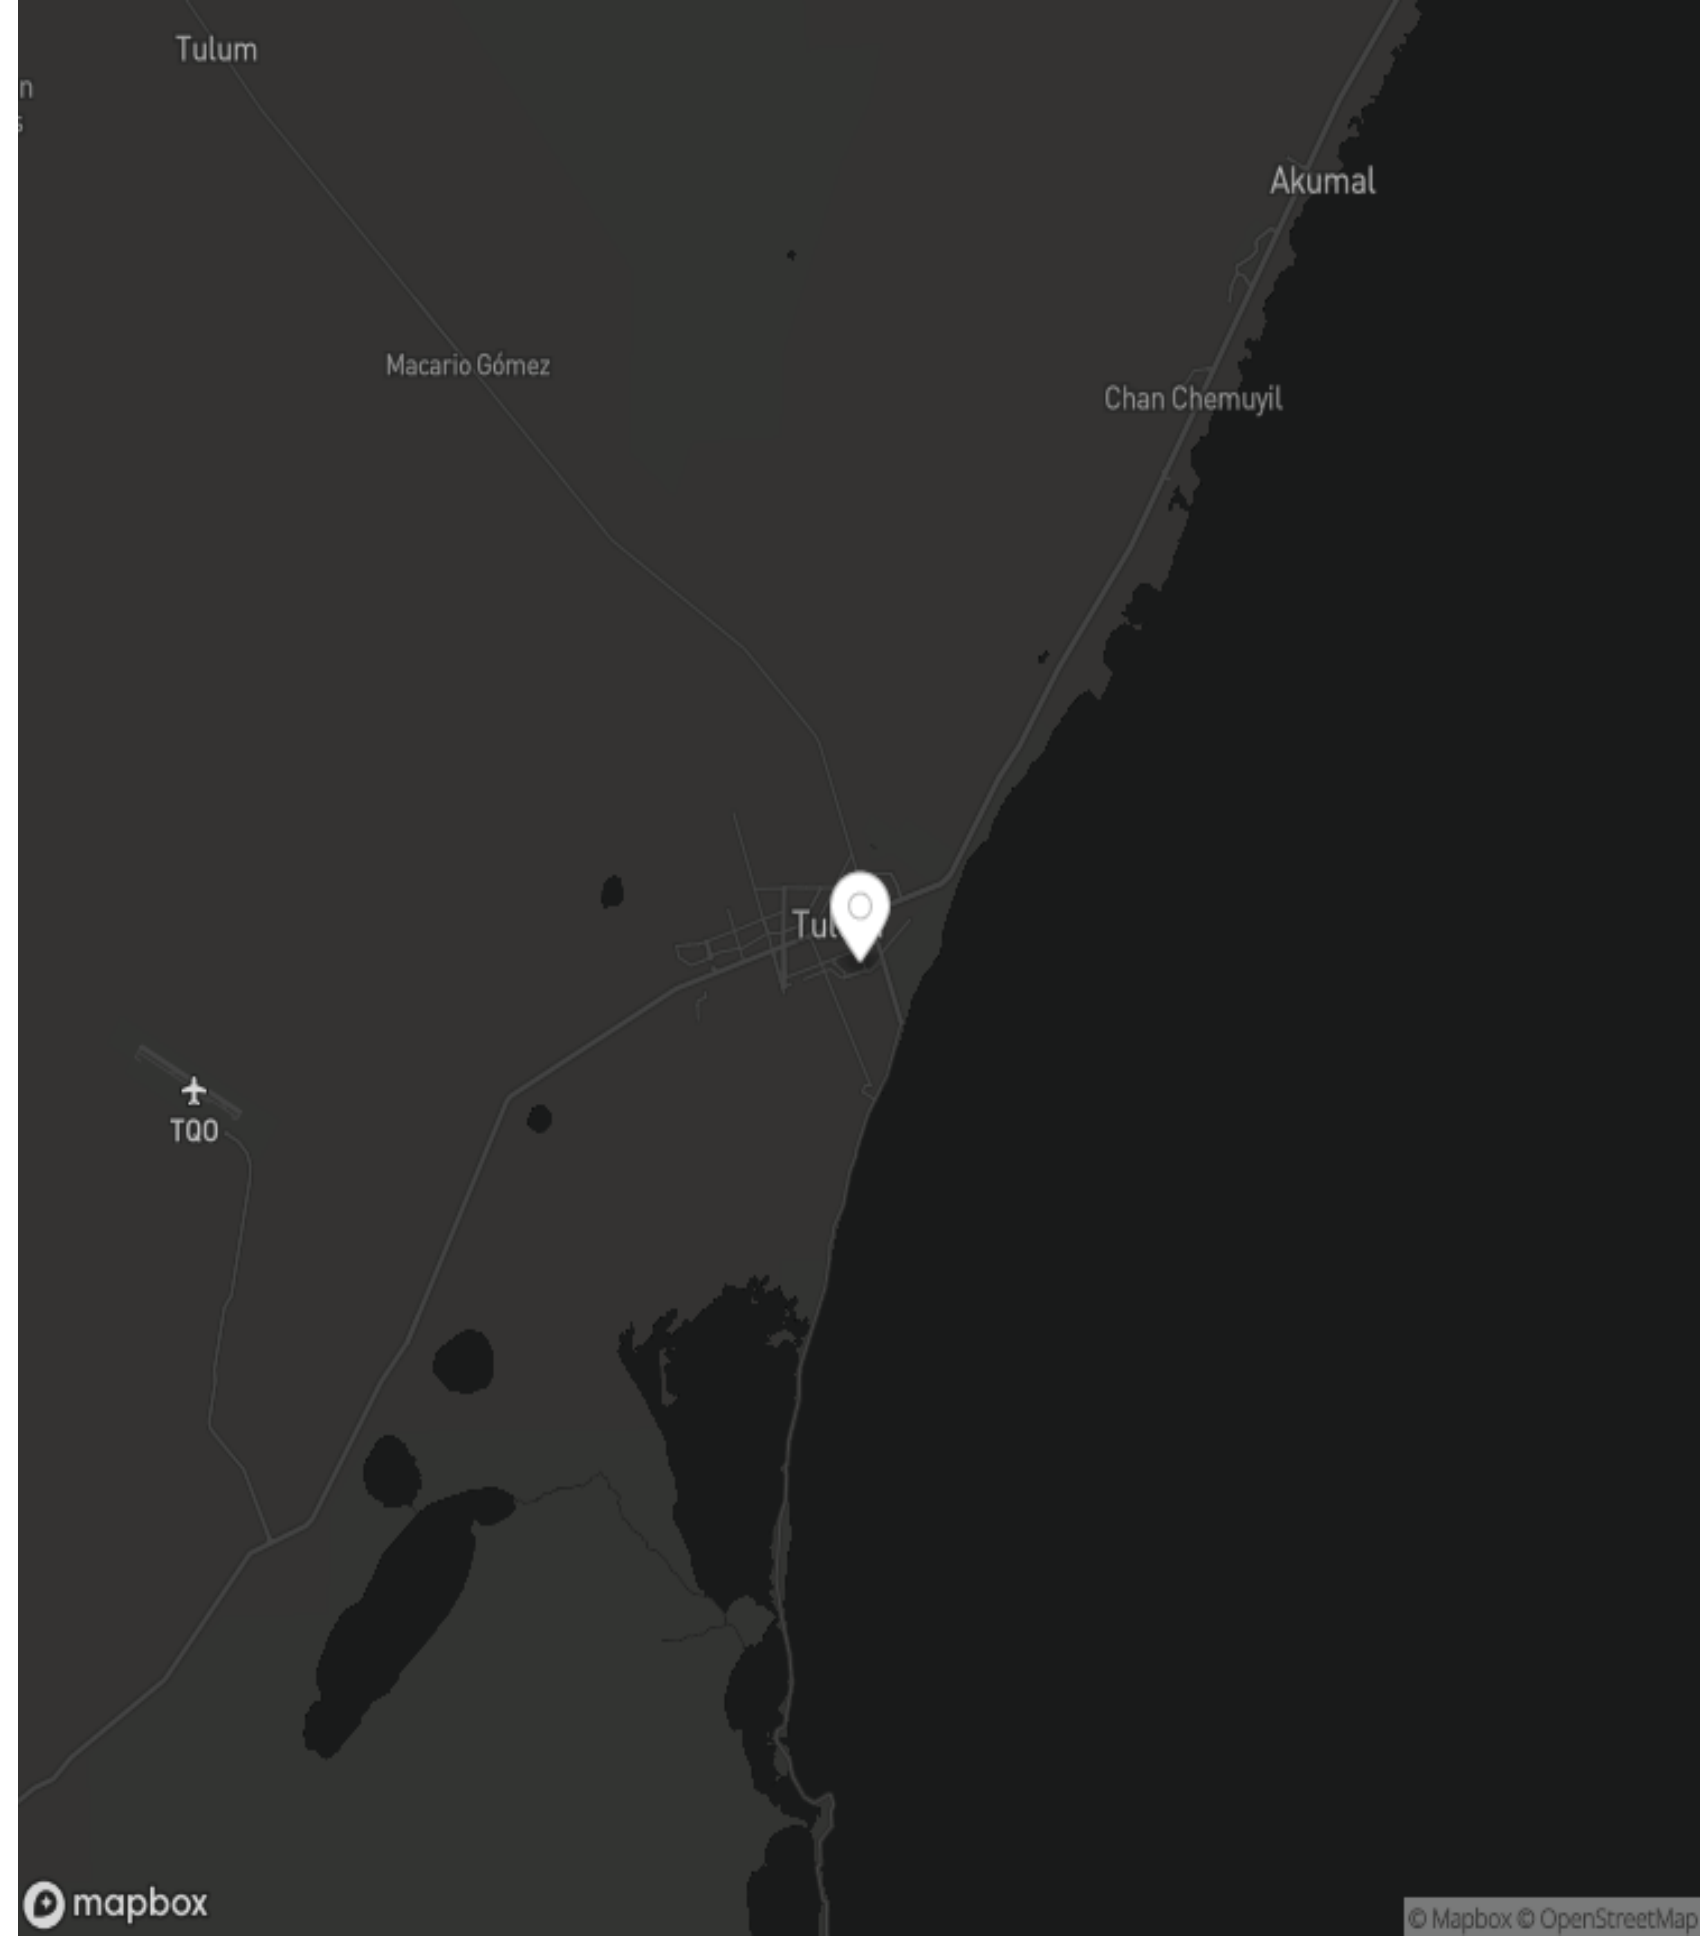 Tulum
Akumal
Macario Gómez
Chan Chemuyil
TQO
mapbox
© Mapbox © OpenStreetMap